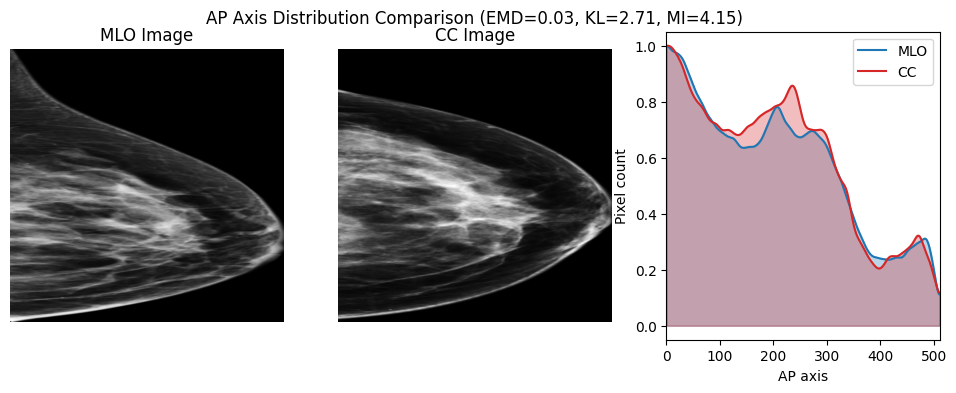 AP Axis Distribution Comparison (EMD=0.03, KL=2.71, MI=4.15)
MLO Image
CC Image
MLO
CC
1.0
0.8
0.6
0.4
0.2
0.0
Pixel count
0 100 200 300 400 500
AP axis